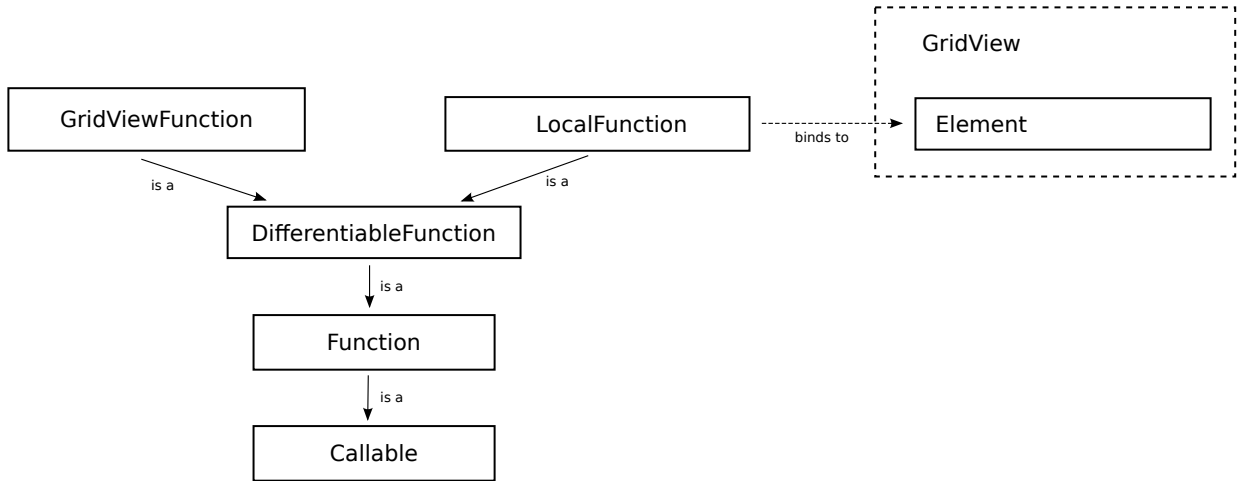 GridView
GridViewFunction
LocalFunction
binds to
Element
is a
is a
DifferentiableFunction
is a
Function
is a
Callable